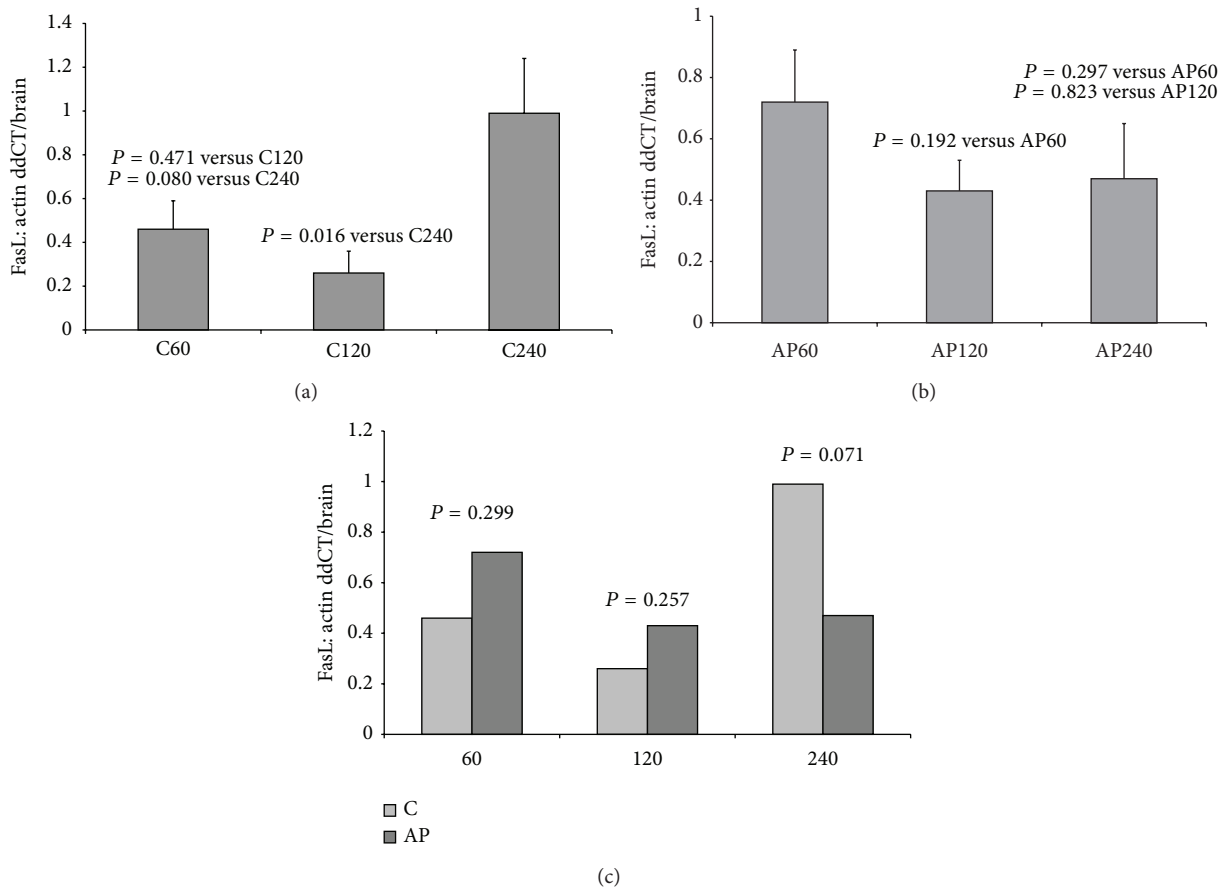 FasL: actin ddCT/brain
1.4
1.2
1
0.8
0.6
0.4
0.2
0
P = 0.471 versus C120
P = 0.080 versus C240
P = 0.016 versus C240
C60
C120
C240
(a)
FasL: actin ddCT/brain
1
0.8
0.6
0.4
0.2
0
P = 0.297 versus AP60
P = 0.823 versus AP120
P = 0.192 versus AP60
AP60
AP120
AP240
(b)
FasL: actin ddCT/brain
1.2
1
0.8
0.6
0.4
0.2
0
P = 0.299
P = 0.257
P = 0.071
60
120
240
C
AP
(c)